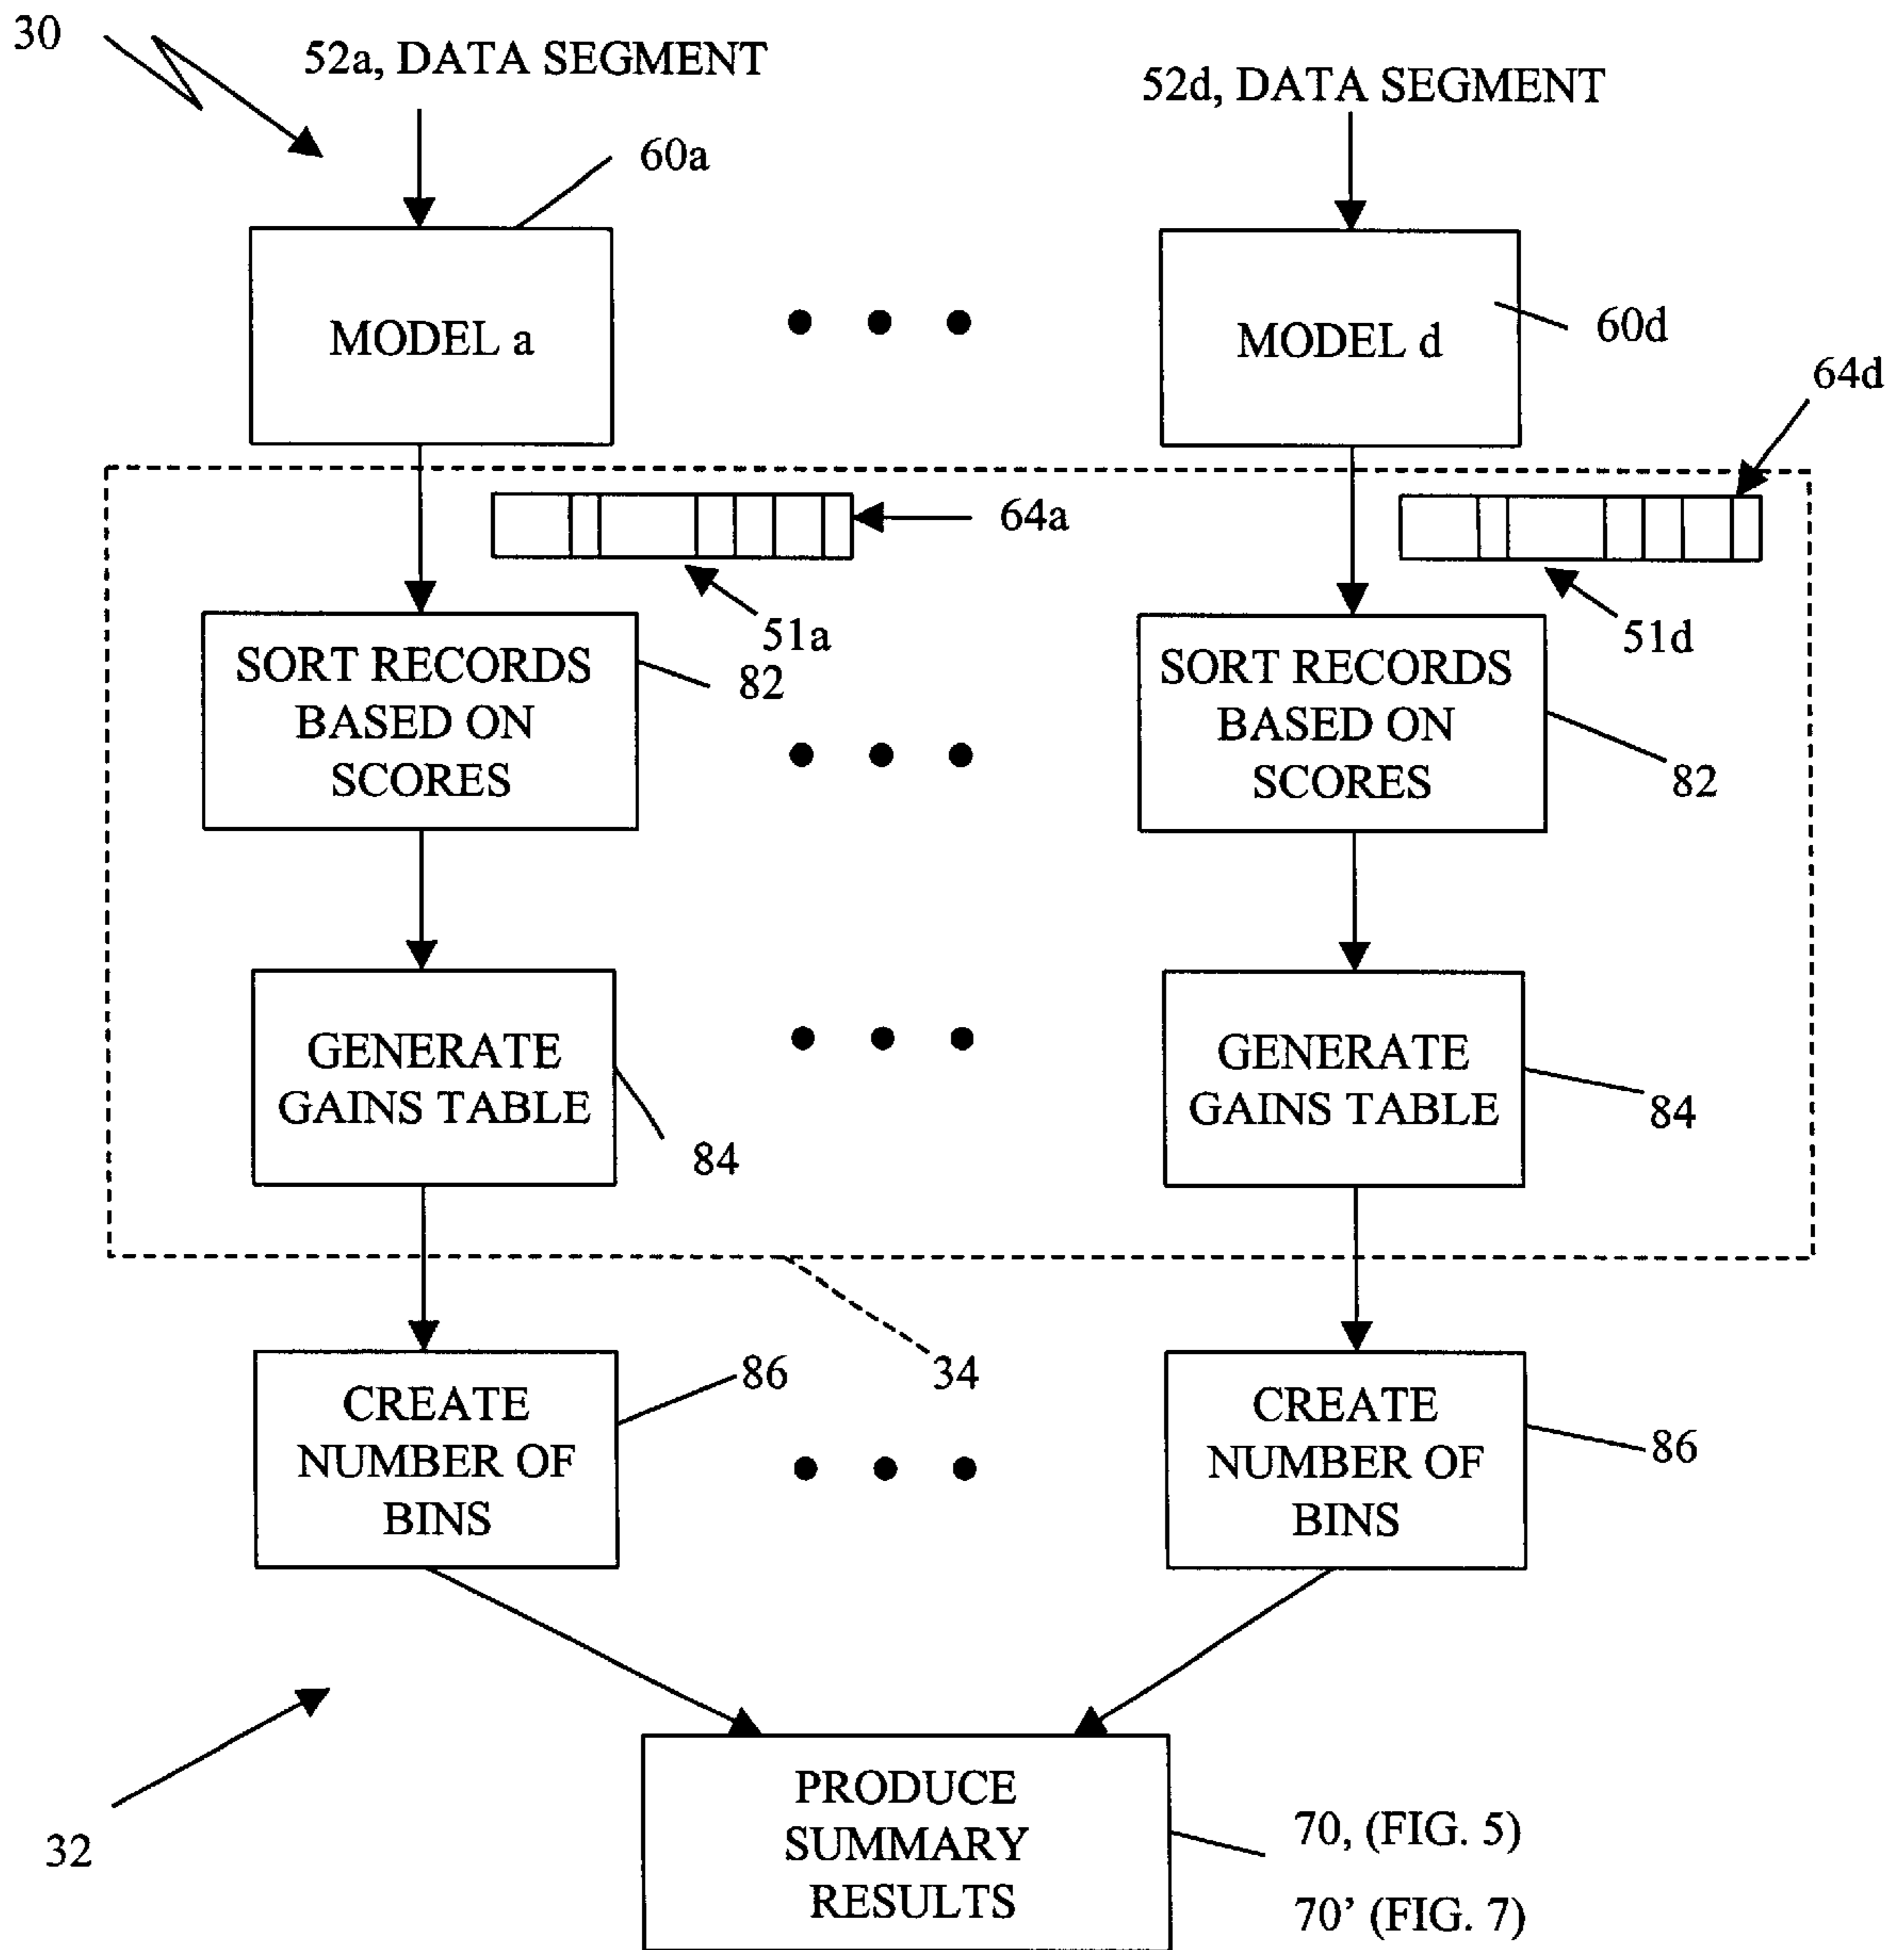 30
52a, DATA SEGMENT
52d, DATA SEGMENT
60a
MODEL a
MODEL d
60d
64d
64a
51a
51d
SORT RECORDS
BASED ON
SCORES
82
SORT RECORDS
BASED ON
SCORES
82
GENERATE
GAINS TABLE
84
GENERATE
GAINS TABLE
84
34
CREATE
NUMBER OF
BINS
86
CREATE
NUMBER OF
BINS
86
32
PRODUCE
SUMMARY
RESULTS
70, (FIG. 5)
70’ (FIG. 7)